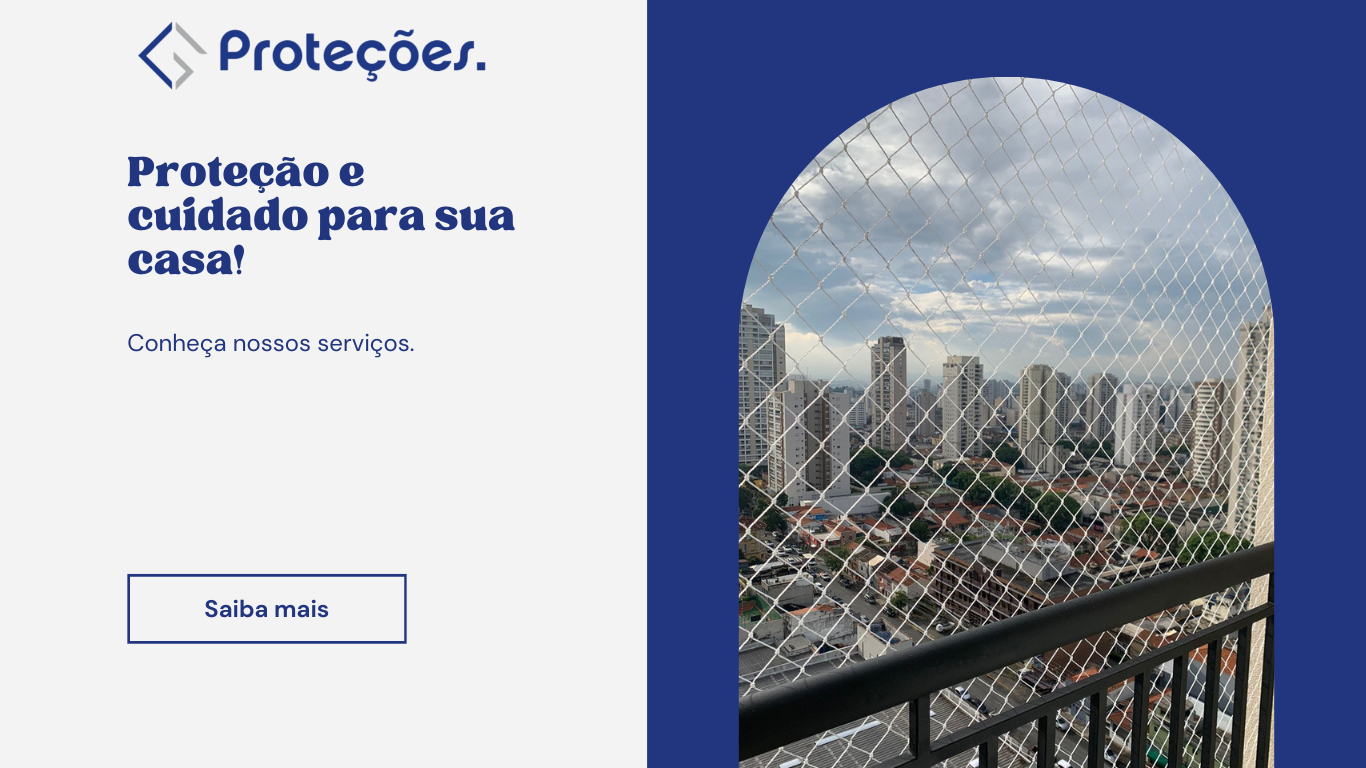 Proteções.
Proteção e
cuidado para sua
casa!
Conheça nossos serviços.
Saiba mais